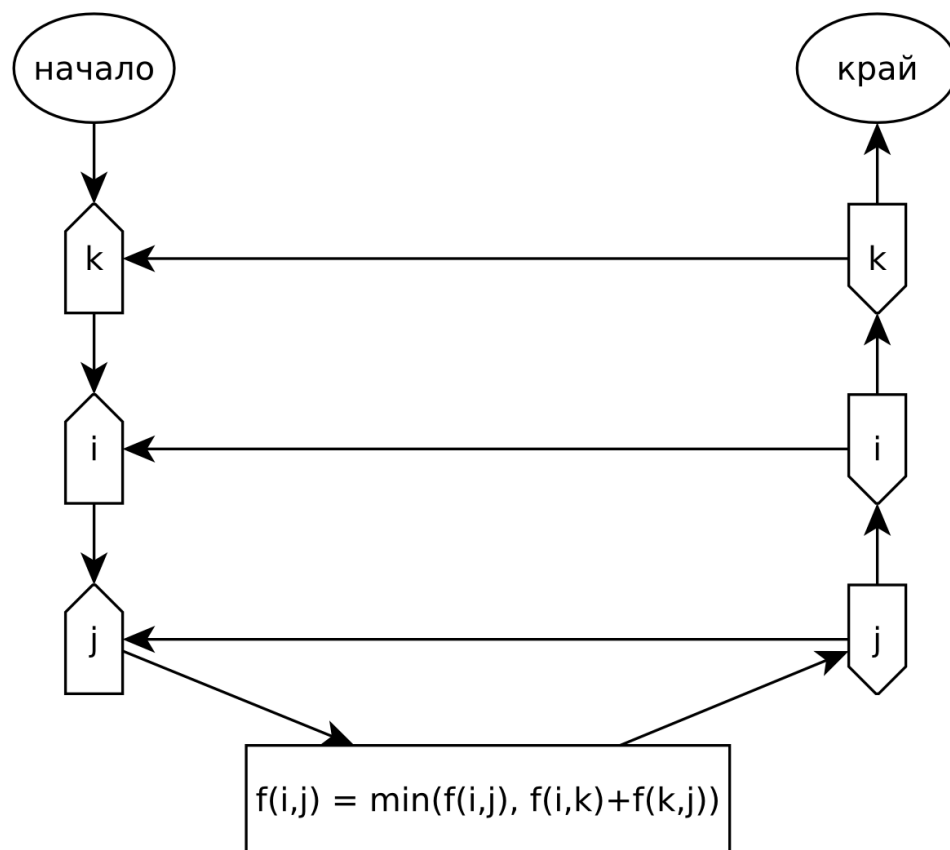 начало
край
k
k
i
i
j
j
f(i,j) = min(f(i,j), f(i,k)+f(k,j))